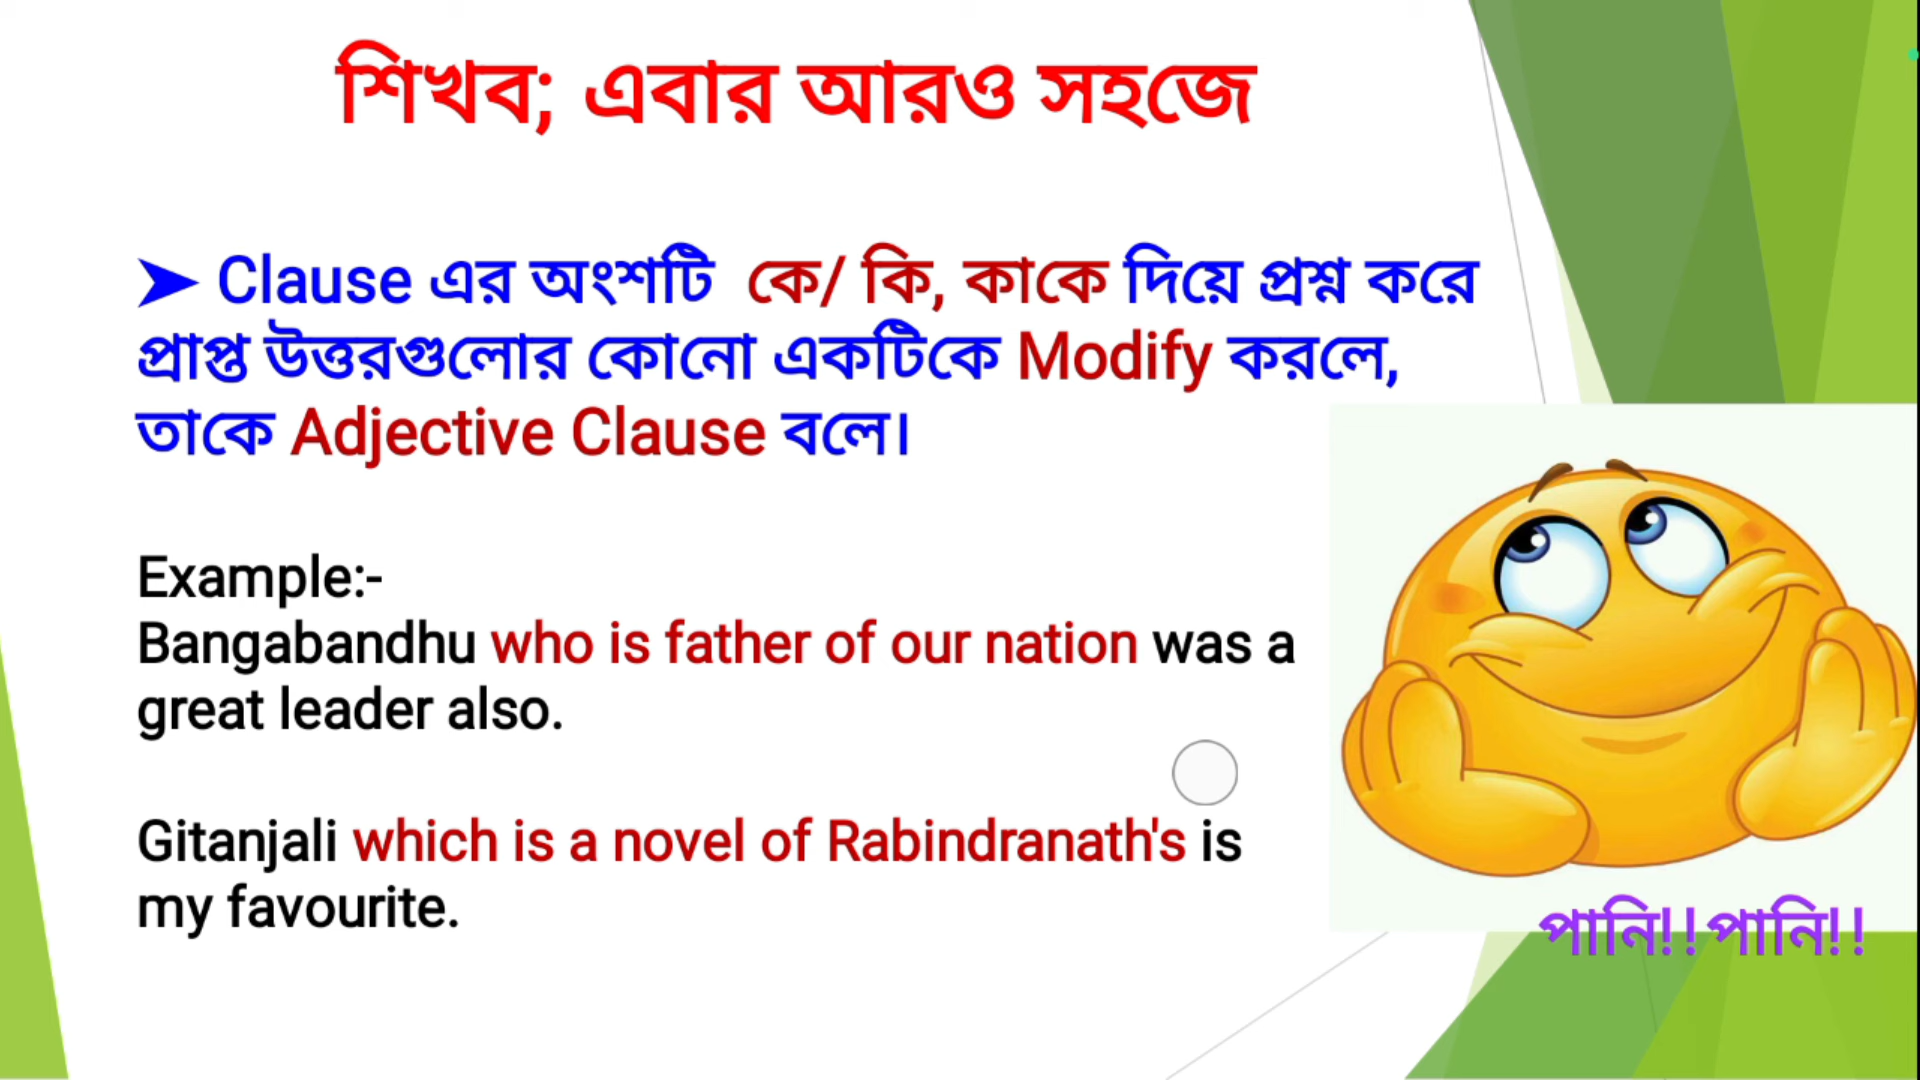 শিখব; এবার আরও সহজে
➤ Clause এর অংশটি কে/ কি, কাকে দিয়ে প্রশ্ন করে
প্রাপ্ত উত্তরগুলোর কোনো একটিকে Modify করলে,
তাকে Adjective Clause বলে।
Example:-
Bangabandhu who is father of our nation was a
great leader also.
Gitanjali which is a novel of Rabindranath's is
my favourite.
পানি!!পানি!!